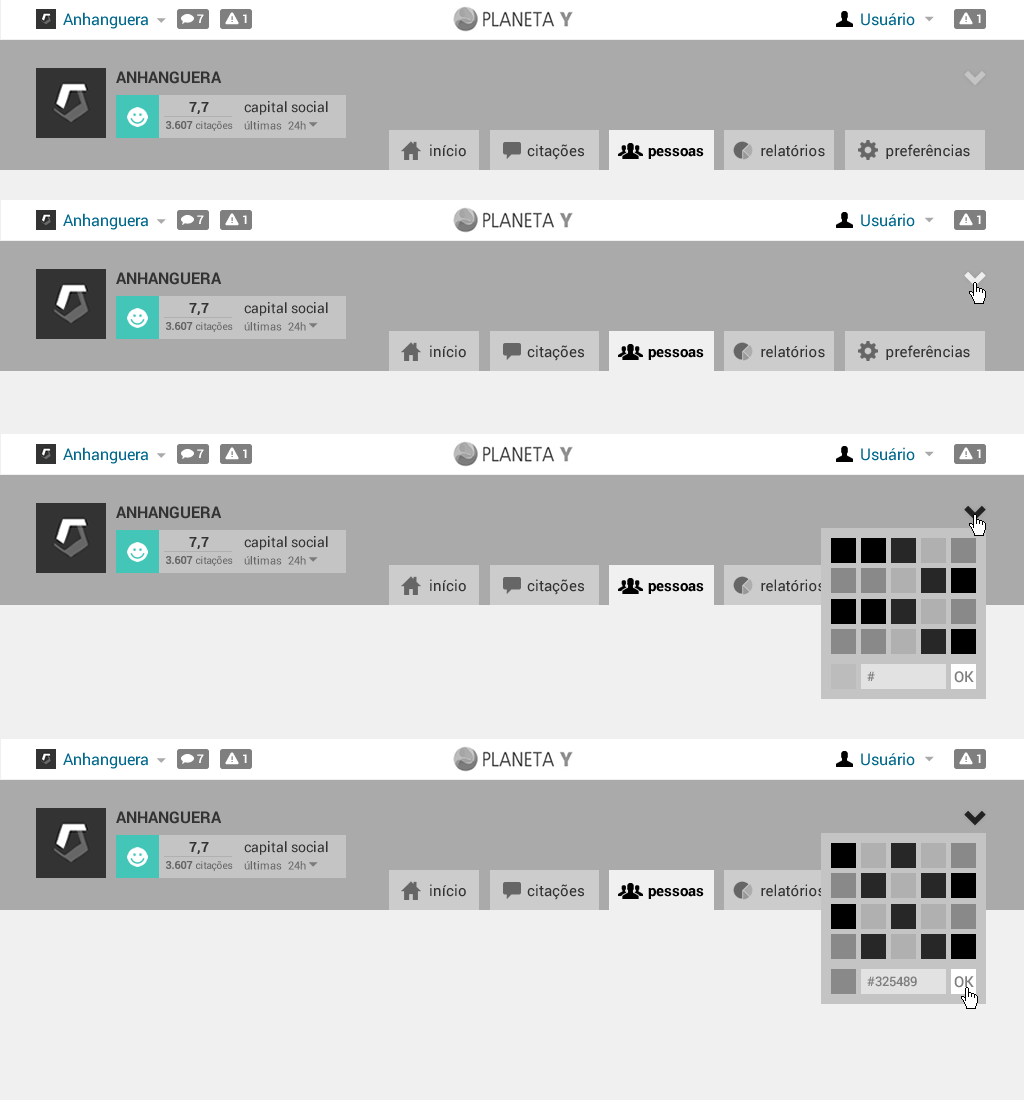 Anhanguera 7 1 PLANETA Y Usuário 1
ANHANGUERA
7,7 capital social
3.607 citações últimas 24h
início citações pessoas relatórios preferências
Anhanguera 7 1 PLANETA Y Usuário 1
ANHANGUERA
7,7 capital social
3.607 citações últimas 24h
início citações pessoas relatórios preferências
Anhanguera 7 1 PLANETA Y Usuário 1
ANHANGUERA
7,7 capital social
3.607 citações últimas 24h
início citações pessoas relatórios
# OK
Anhanguera 7 1 PLANETA Y Usuário 1
ANHANGUERA
7,7 capital social
3.607 citações últimas 24h
início citações pessoas relatórios
#325489 OK